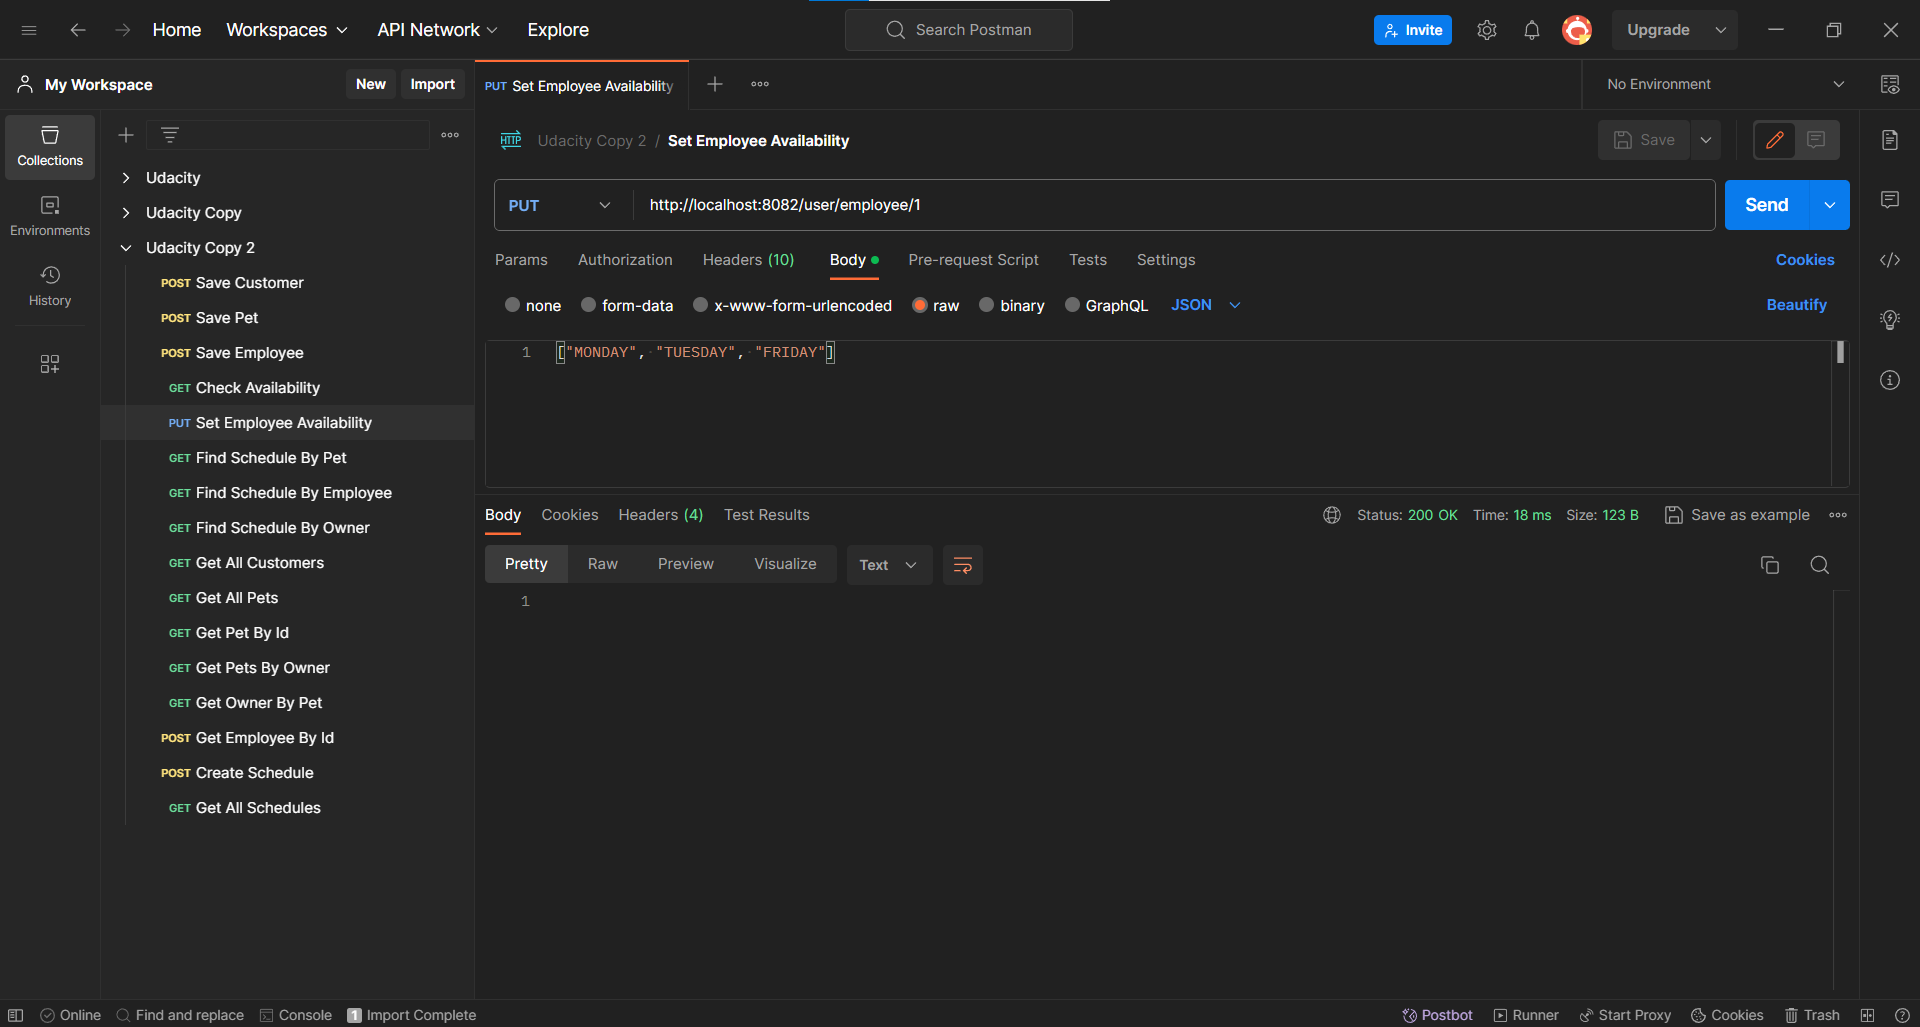 Home Workspaces API Network Explore Search Postman Invite Upgrade
My Workspace New Import PUT Set Employee Availability No Environment
Collections
Environments
History
Udacity
Udacity Copy
Udacity Copy 2
POST Save Customer
POST Save Pet
POST Save Employee
GET Check Availability
PUT Set Employee Availability
GET Find Schedule By Pet
GET Find Schedule By Employee
GET Find Schedule By Owner
GET Get All Customers
GET Get All Pets
GET Get Pet By Id
GET Get Pets By Owner
GET Get Owner By Pet
POST Get Employee By Id
POST Create Schedule
GET Get All Schedules
HTTP Udacity Copy 2 / Set Employee Availability Save
PUT http://localhost:8082/user/employee/1 Send
Params Authorization Headers (10) Body Pre-request Script Tests Settings Cookies
none form-data x-www-form-urlencoded raw binary GraphQL JSON Beautify
1 ["MONDAY", "TUESDAY", "FRIDAY"]
Body Cookies Headers (4) Test Results Status: 200 OK Time: 18 ms Size: 123 B Save as example
Pretty Raw Preview Visualize Text
1
Online Find and replace Console 1 Import Complete Postbot Runner Start Proxy Cookies Trash